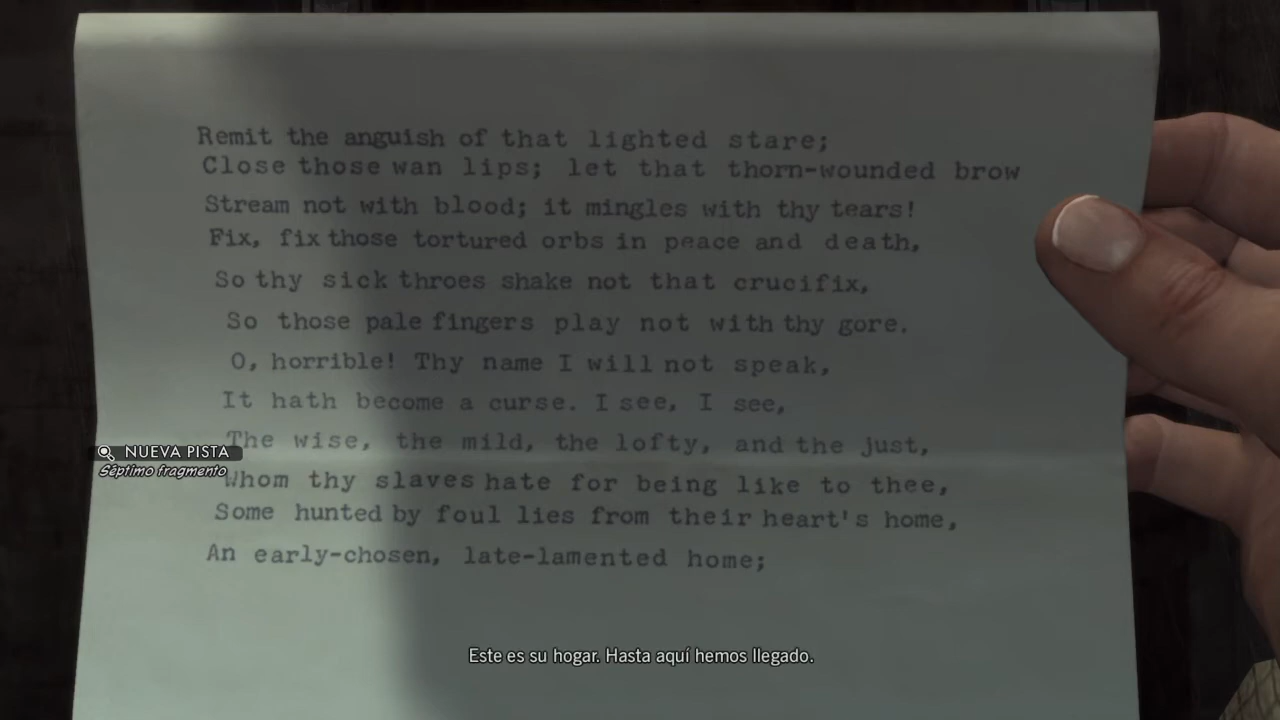 Remit the anguish of that lighted stare;
Close those wan lips; let that thorn-wounded brow
Stream not with blood; it mingles with thy tears!
Fix, fix those tortured orbs in peace and death,
So thy sick throes shake not that crucifix,
So those pale fingers play not with thy gore.
O, horrible! Thy name I will not speak,
It hath become a curse. I see, I see,
The wise, the mild, the lofty, and the just,
NUEVA PISTA
Séptimo fragmento
Whom thy slaves hate for being like to thee,
Some hunted by foul lies from their heart's home,
An early-chosen, late-lamented home;
Este es su hogar. Hasta aquí hemos llegado.